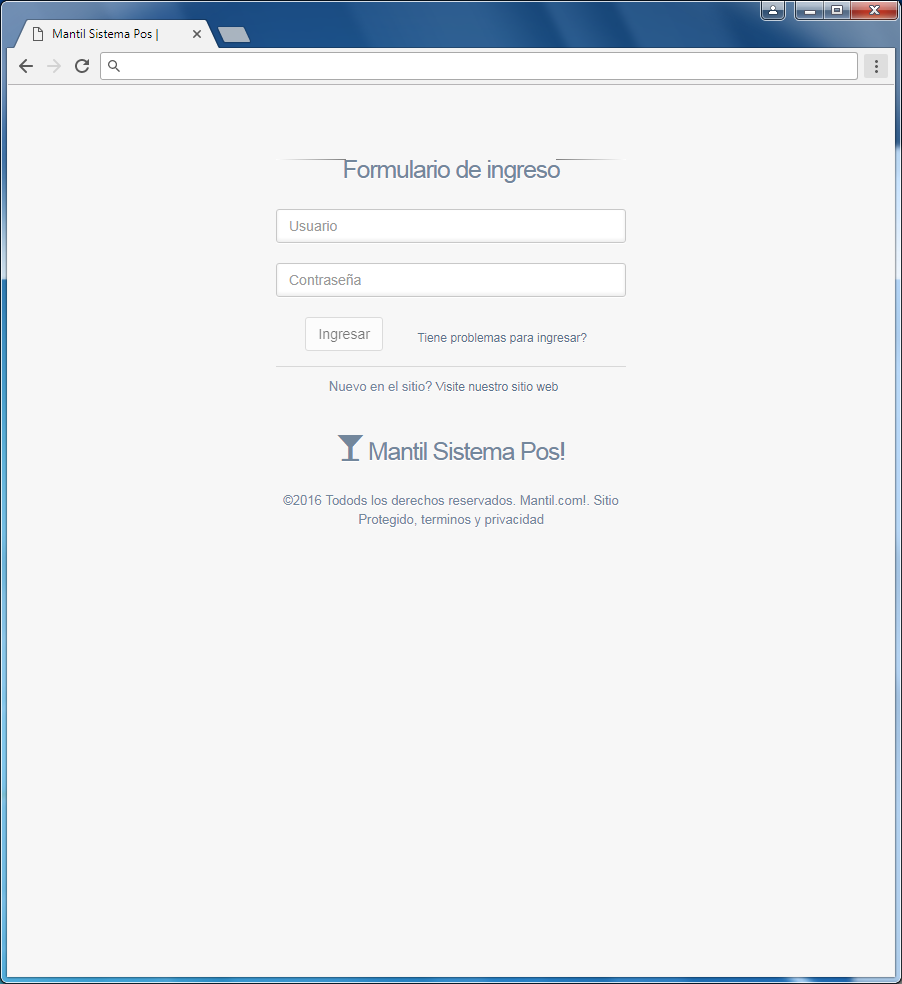 Mantil Sistema Pos |
Formulario de ingreso
Usuario
Contraseña
Ingresar
Tiene problemas para ingresar?
Nuevo en el sitio? Visite nuestro sitio web
Mantil Sistema Pos!
©2016 Todods los derechos reservados. Mantil.com!. Sitio
Protegido, terminos y privacidad